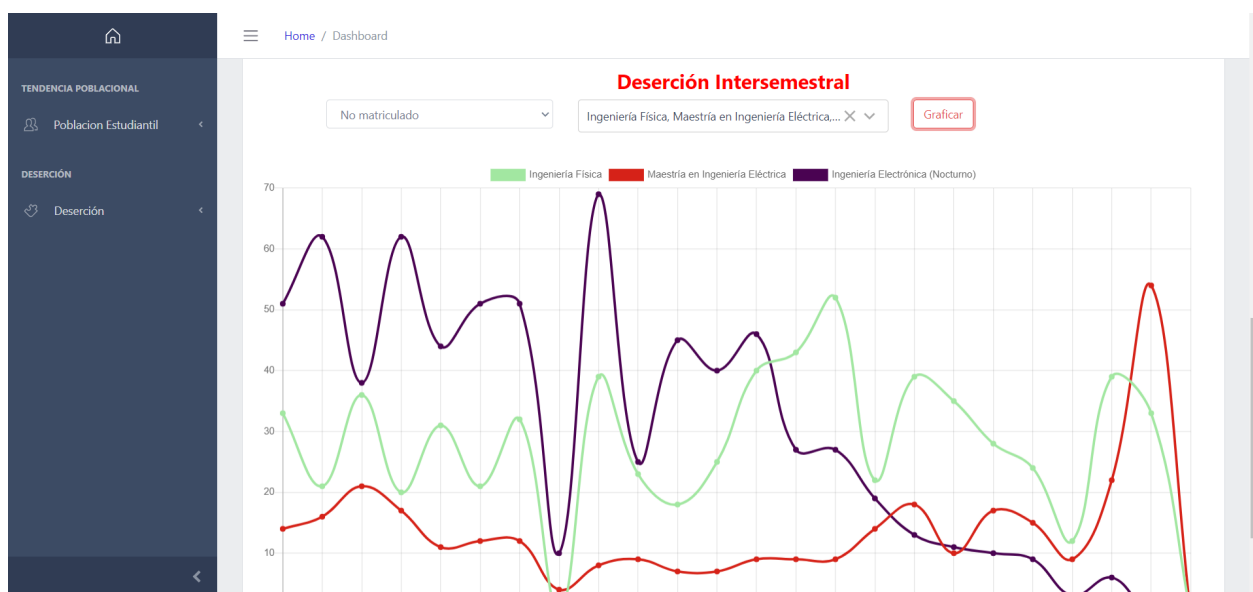 Home / Dashboard
TENDENCIA POBLACIONAL
Poblacion Estudiantil
DESERCIÓN
Deserción
Deserción Intersemestral
No matriculado
Ingeniería Física, Maestría en Ingeniería Eléctrica,...
Graficar
Ingeniería Física
Maestría en Ingeniería Eléctrica
Ingeniería Electrónica (Nocturno)
70
60
50
40
30
20
10